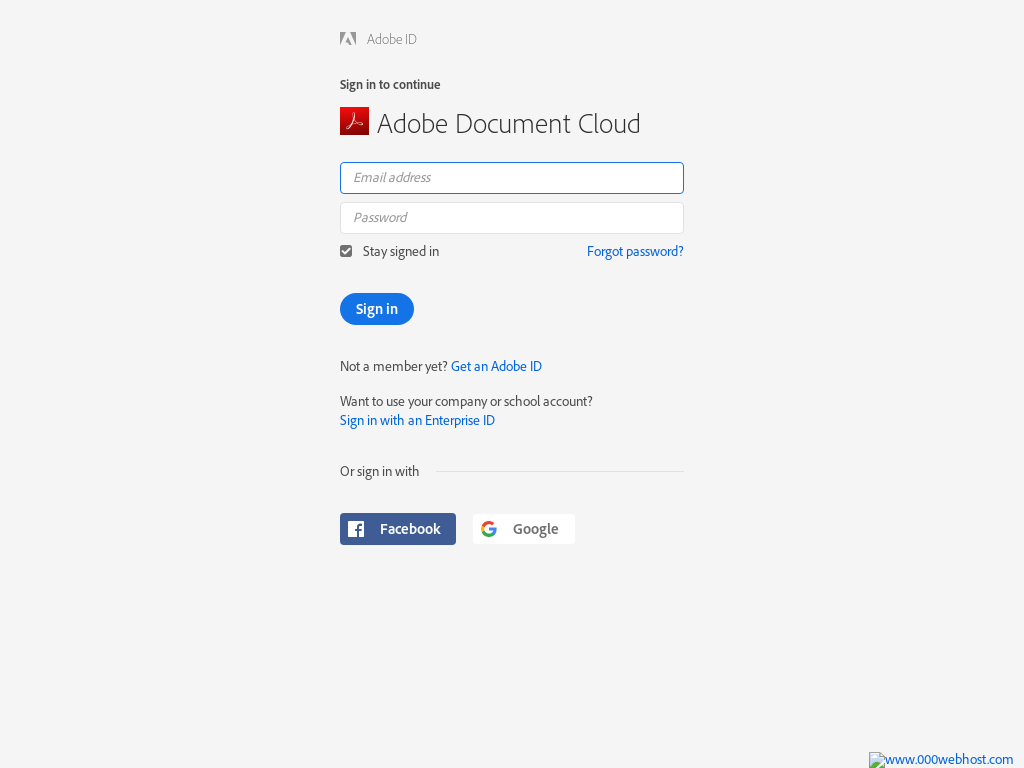 Adobe ID
Sign in to continue
Adobe Document Cloud
Email address
Password
Stay signed in Forgot password?
Sign in
Not a member yet? Get an Adobe ID
Want to use your company or school account?
Sign in with an Enterprise ID
Or sign in with
Facebook Google
www.000webhost.com